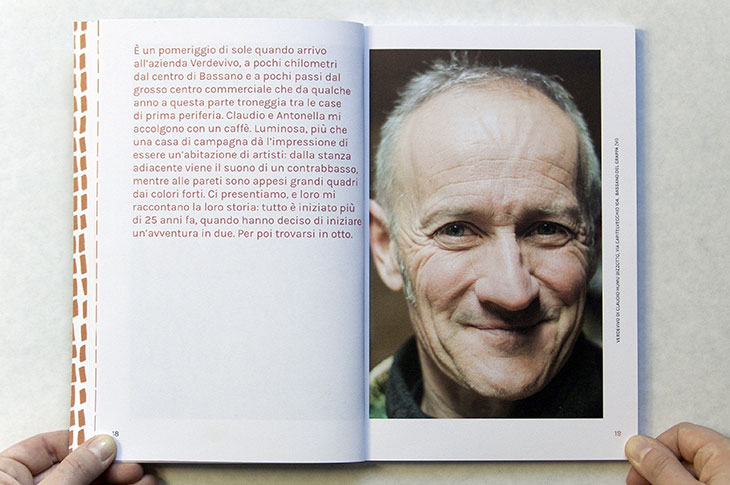 È un pomeriggio di sole quando arrivo
all'azienda Verdevivo, a pochi chilometri
dal centro di Bassano e a pochi passi dal
grosso centro commerciale che da qualche
anno a questa parte troneggia tra le case
di prima periferia. Claudio e Antonella mi
accolgono con un caffè. Luminosa, più che
una casa di campagna dà l'impressione di
essere un'abitazione di artisti: dalla stanza
adiacente viene il suono di un contrabbasso,
mentre alle pareti sono appesi grandi quadri
dai colori forti. Ci presentiamo, e loro mi
raccontano la loro storia: tutto è iniziato più
di 25 anni fa, quando hanno deciso di iniziare
un'avventura in due. Per poi trovarsi in otto.
18
VERDEVIVO DI CLAUDIO BIZZOTTO, VIA CAPITELVECCHIO 104, BASSANO DEL GRAPPA (VI)
19